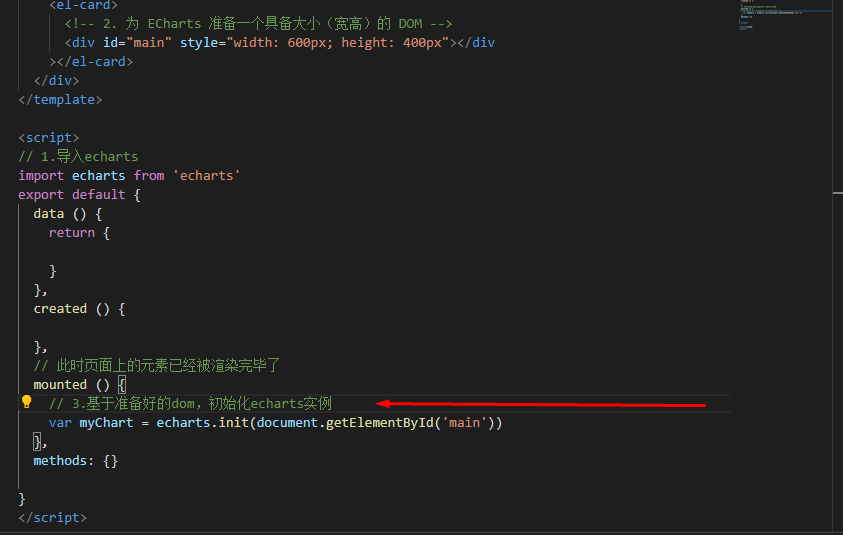 <el-card>
<!-- 2. 为 ECharts 准备一个具备大小（宽高）的 DOM -->
<div id="main" style="width: 600px; height: 400px"></div
></el-card>
</div>
</template>
<script>
// 1.导入echarts
import echarts from 'echarts'
export default {
data () {
return {
}
},
created () {
},
// 此时页面上的元素已经被渲染完毕了
mounted () {
// 3.基于准备好的dom，初始化echarts实例
var myChart = echarts.init(document.getElementById('main'))
},
methods: {}
}
</script>